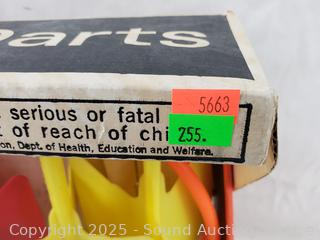 Parts
5663
255.
serious or fatal
of reach of chi
on, Dept. of Health, Education and Welfare.
Copyright 2025 - Sound Auction